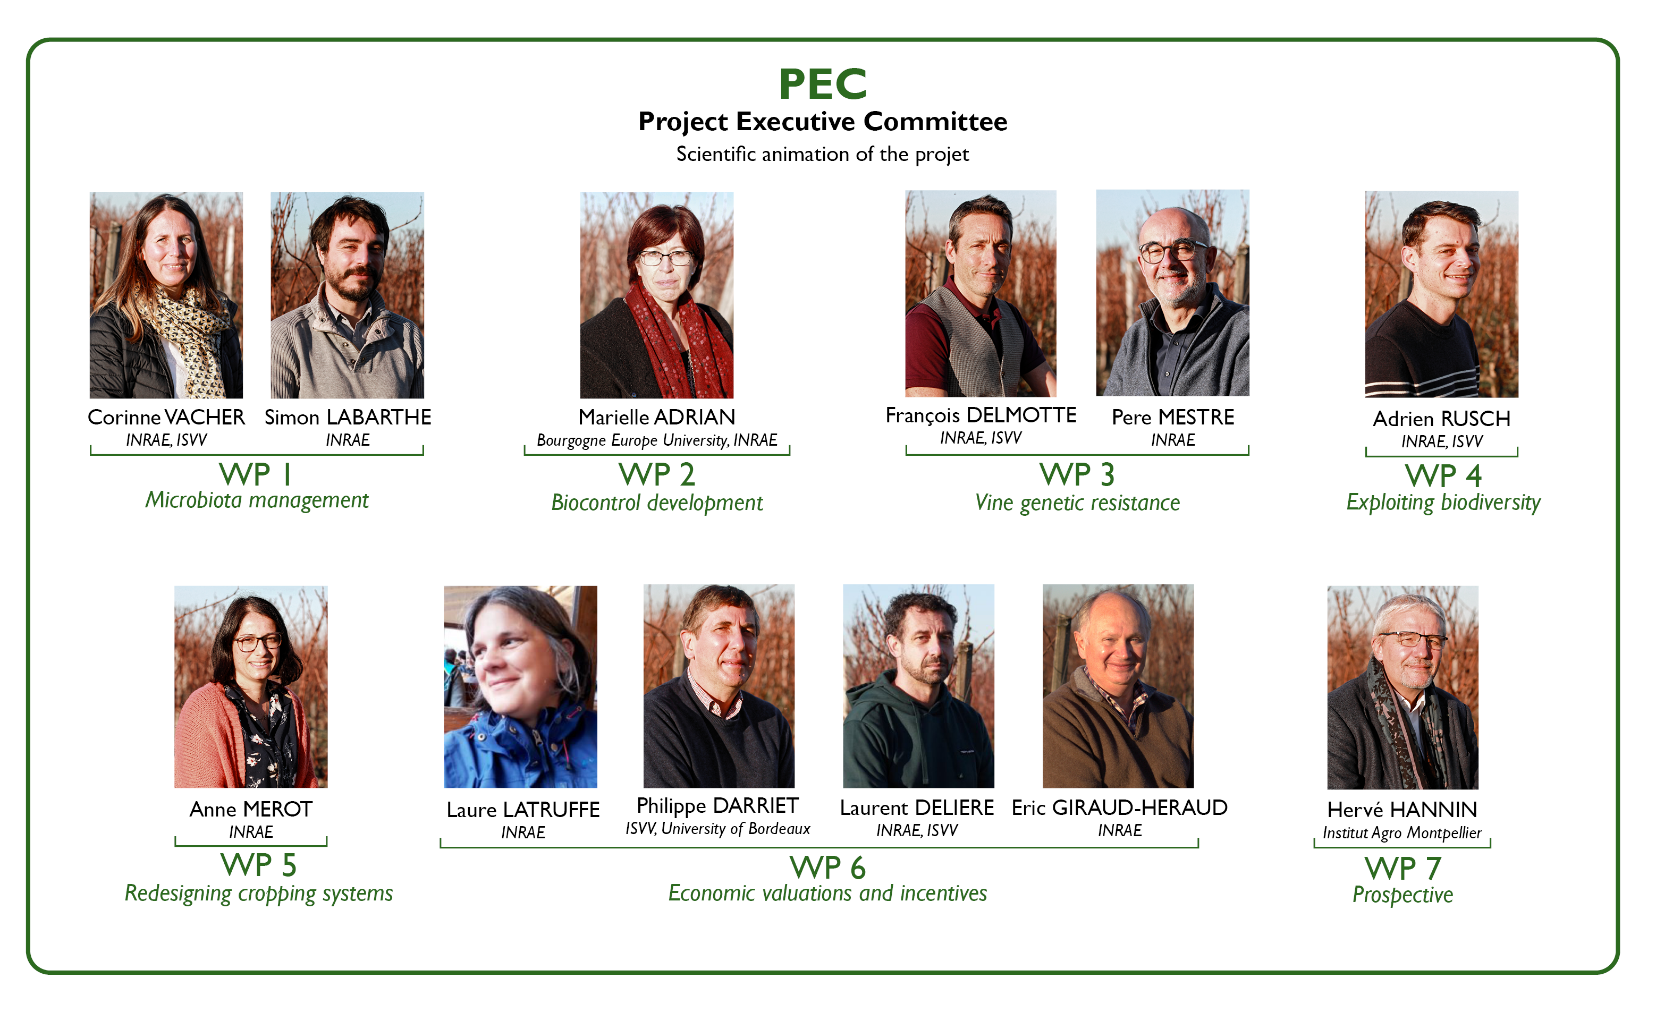 PEC
Project Executive Committee
Scientific animation of the projet
Corinne VACHER
INRAE, ISVV
Simon LABARTHE
INRAE
WP 1
Microbiota management
Marielle ADRIAN
Bourgogne Europe University, INRAE
WP 2
Biocontrol development
François DELMOTTE
INRAE, ISVV
Pere MESTRE
INRAE
WP 3
Vine genetic resistance
Adrien RUSCH
INRAE, ISVV
WP 4
Exploiting biodiversity
Anne MEROT
INRAE
WP 5
Redesigning cropping systems
Laure LATRUFFE
INRAE
Philippe DARRIET
ISVV, University of Bordeaux
Laurent DELIERE
INRAE, ISVV
Eric GIRAUD-HERAUD
INRAE
WP 6
Economic valuations and incentives
Hervé HANNIN
Institut Agro Montpellier
WP 7
Prospective